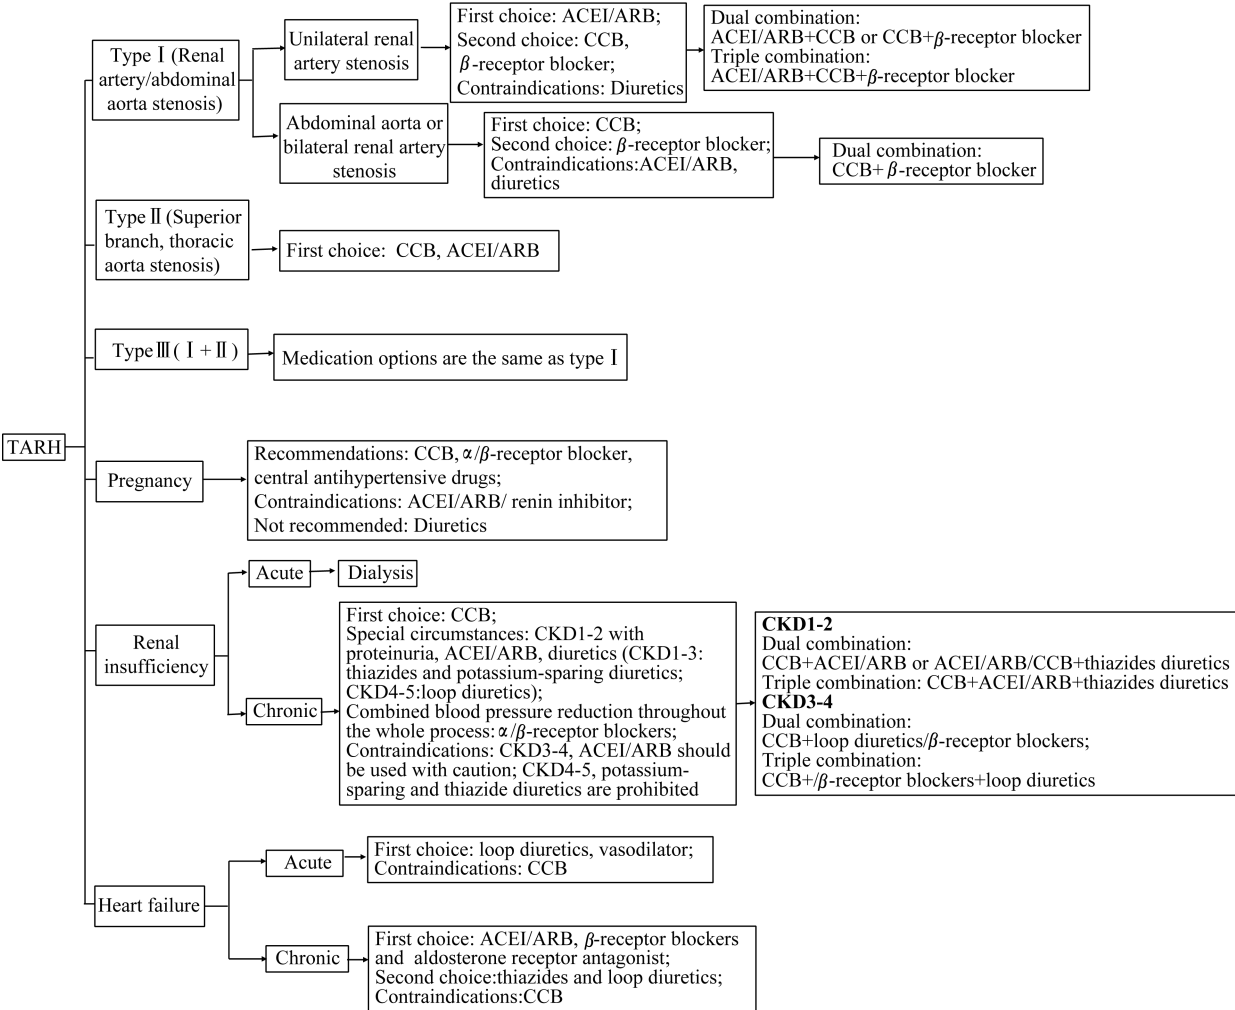 TARH
Type Ⅰ (Renal
artery/abdominal
aorta stenosis)
Unilateral renal
artery stenosis
First choice: ACEI/ARB;
Second choice: CCB,
β-receptor blocker;
Contraindications: Diuretics
Dual combination:
ACEI/ARB+CCB or CCB+β-receptor blocker
Triple combination:
ACEI/ARB+CCB+β-receptor blocker
Abdominal aorta or
bilateral renal artery
stenosis
First choice: CCB;
Second choice: β-receptor blocker;
Contraindications:ACEI/ARB,
diuretics
Dual combination:
CCB+β-receptor blocker
Type Ⅱ (Superior
branch, thoracic
aorta stenosis)
First choice: CCB, ACEI/ARB
Type Ⅲ ( Ⅰ + Ⅱ )
Medication options are the same as type Ⅰ
Pregnancy
Recommendations: CCB, α/β-receptor blocker,
central antihypertensive drugs;
Contraindications: ACEI/ARB/ renin inhibitor;
Not recommended: Diuretics
Renal
insufficiency
Acute
Dialysis
Chronic
First choice: CCB;
Special circumstances: CKD1-2 with
proteinuria, ACEI/ARB, diuretics (CKD1-3:
thiazides and potassium-sparing diuretics;
CKD4-5:loop diuretics);
Combined blood pressure reduction throughout
the whole process: α/β-receptor blockers;
Contraindications: CKD3-4, ACEI/ARB should
be used with caution; CKD4-5, potassium-
sparing and thiazide diuretics are prohibited
CKD1-2
Dual combination:
CCB+ACEI/ARB or ACEI/ARB/CCB+thiazides diuretics
Triple combination: CCB+ACEI/ARB+thiazides diuretics
CKD3-4
Dual combination:
CCB+loop diuretics/β-receptor blockers;
Triple combination:
CCB+/β-receptor blockers+loop diuretics
Heart failure
Acute
First choice: loop diuretics, vasodilator;
Contraindications: CCB
Chronic
First choice: ACEI/ARB, β-receptor blockers
and aldosterone receptor antagonist;
Second choice:thiazides and loop diuretics;
Contraindications:CCB